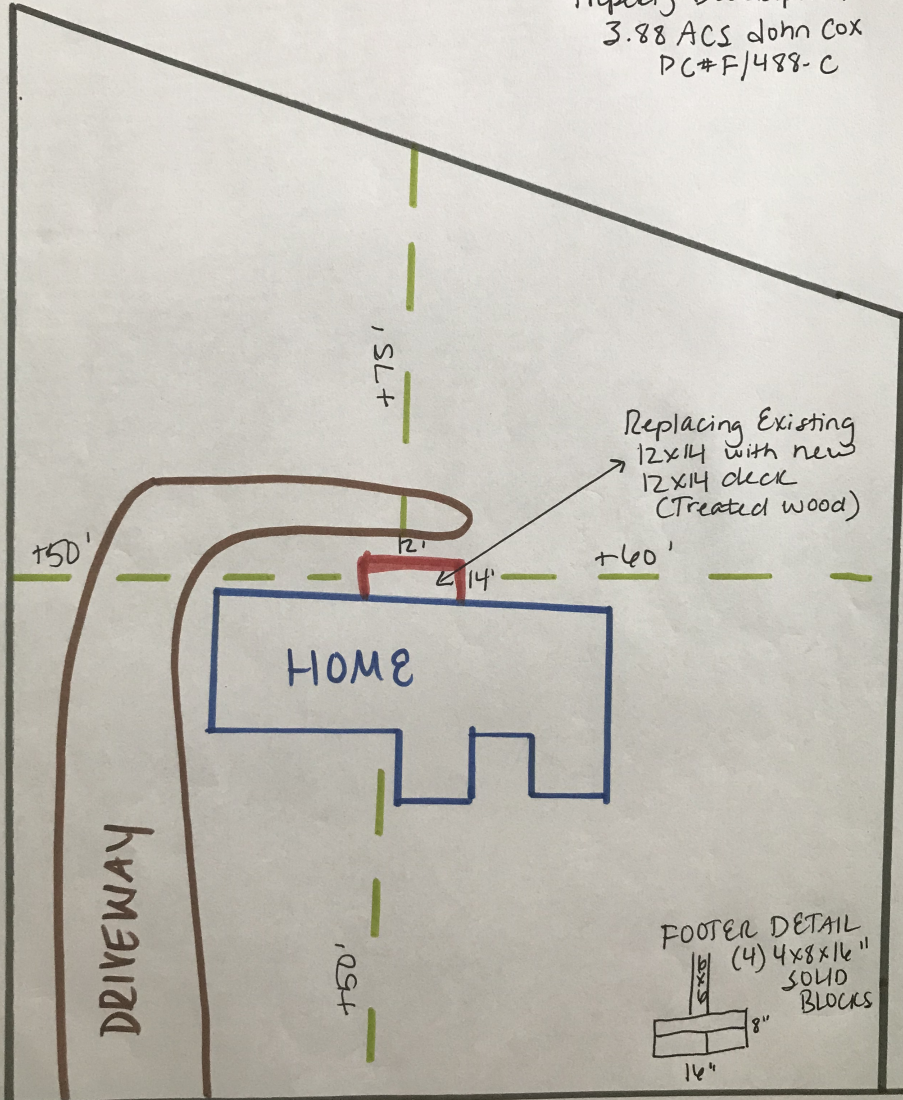 3.88 ACS John Cox
PC#F/488-C
+75'
Replacing Existing
12x14 with new
12x14 deck
(Treated wood)
+50'
12'
+60'
14'
HOME
DRIVEWAY
+50'
FOOTER DETAIL
(4) 4x8x16"
SOLID
BLOCKS
6x6
8"
16"